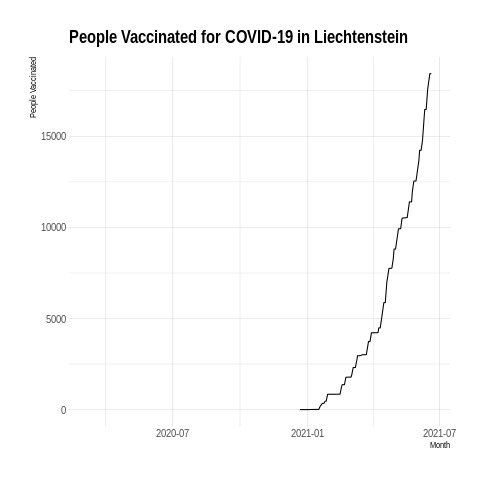 People Vaccinated for COVID-19 in Liechtenstein
People Vaccinated
15000
10000
5000
0
2020-07
2021-01
2021-07
Month